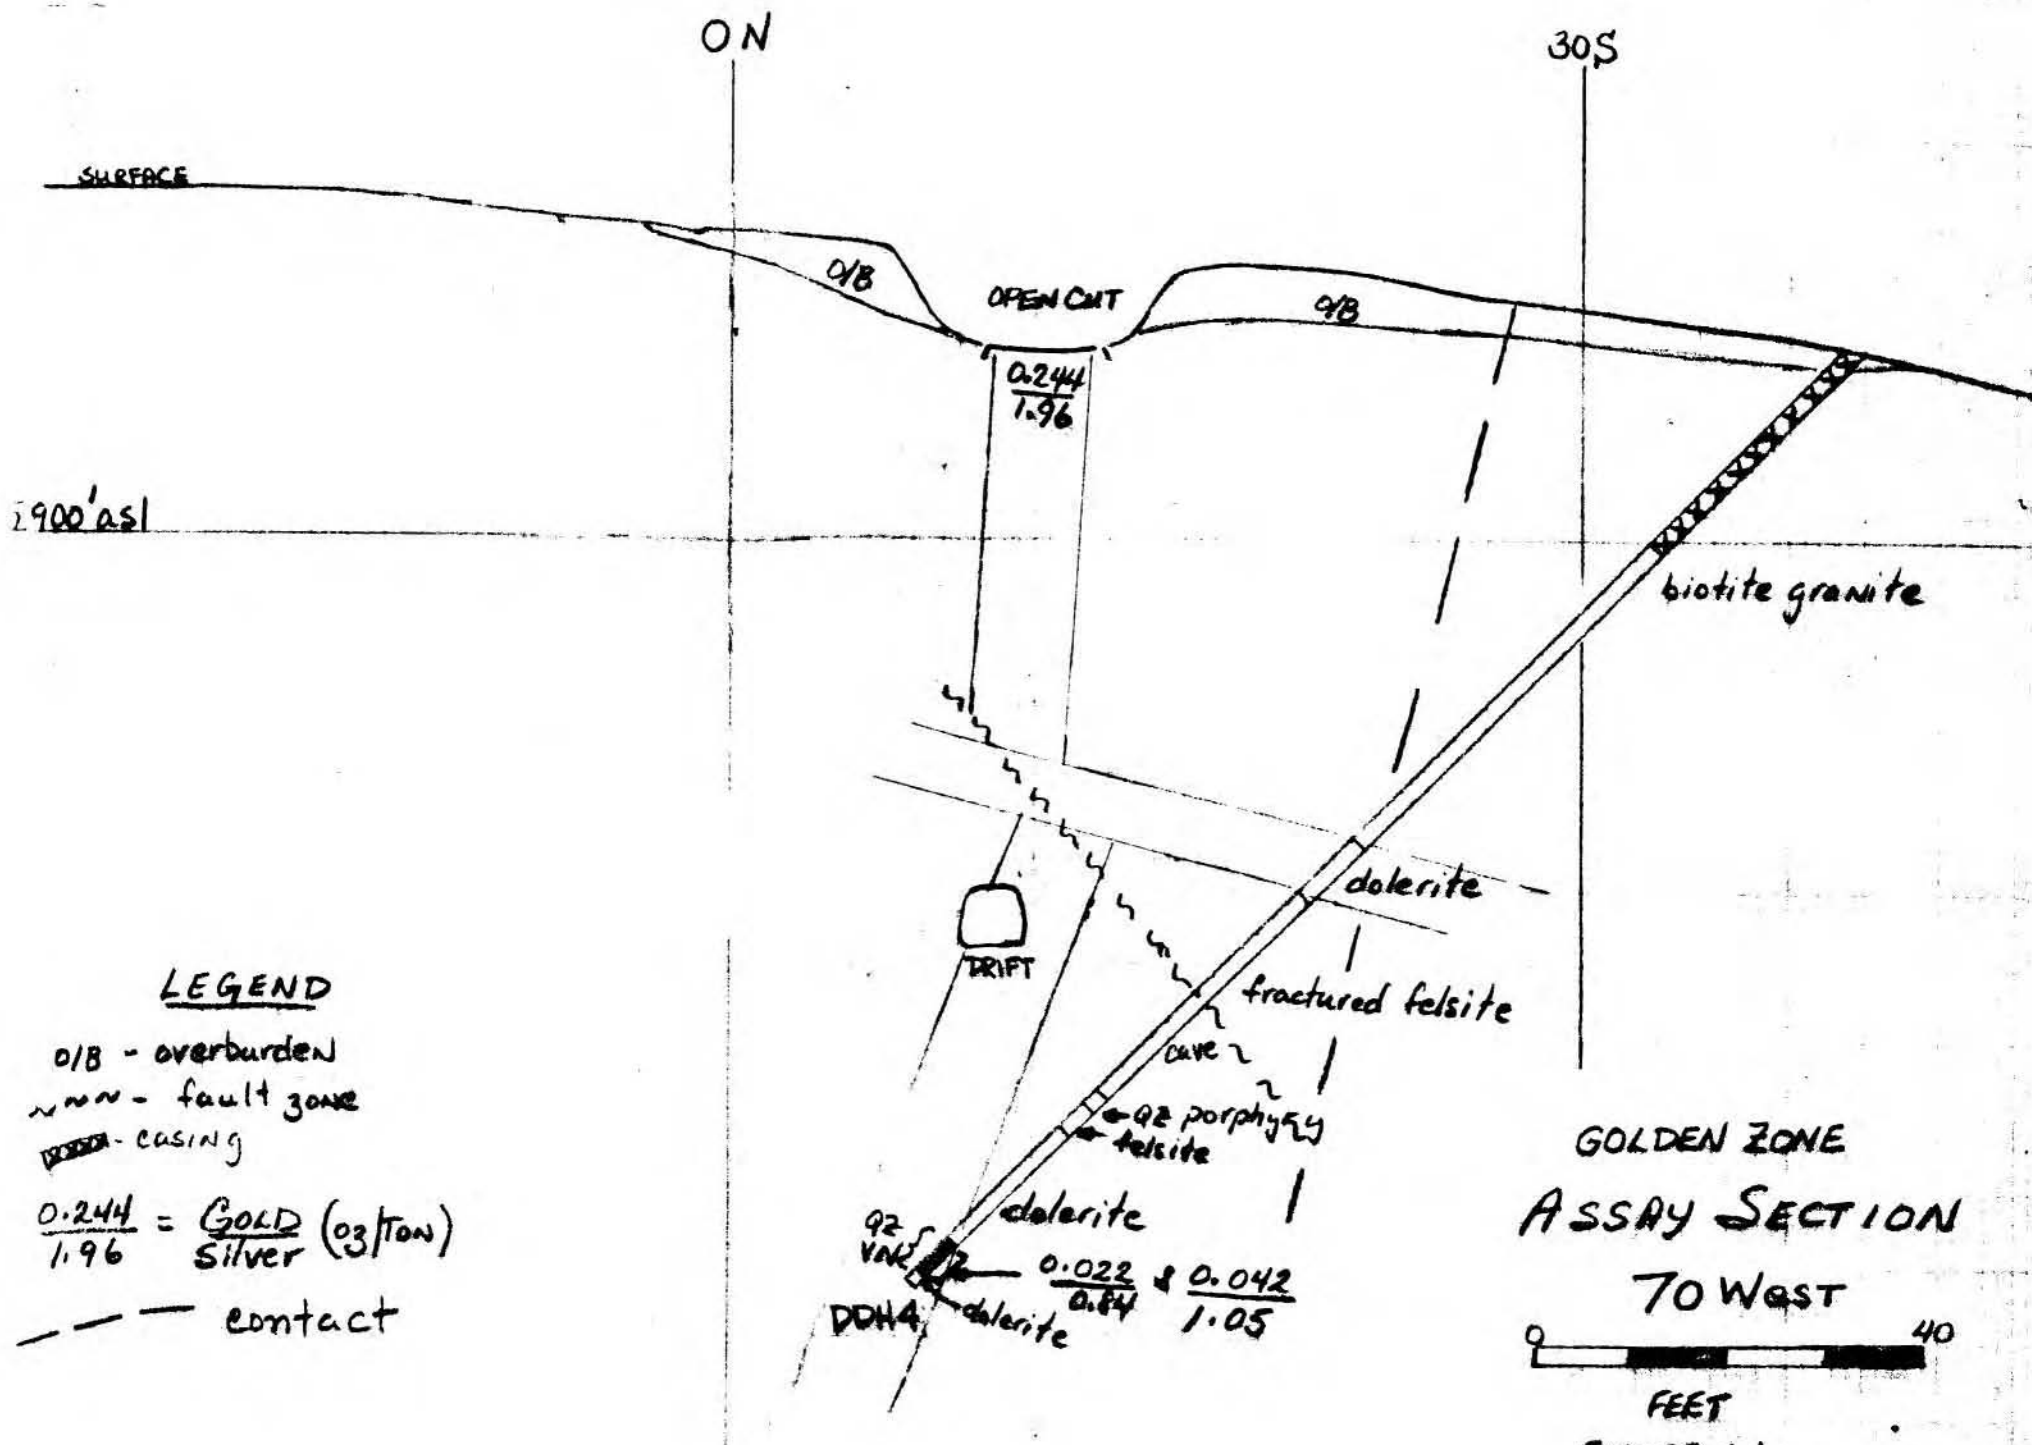 0N
30S
SURFACE
O/B
OPEN CUT
O/B
0.244
1.96
900' asl
biotite granite
dolerite
DRIFT
fractured felsite
cave
qz porphyry
felsite
dolerite
qz
0.022 & 0.042
0.84 1.05
DDH4
dolerite
LEGEND
O/B - overburden
- fault zone
- casing
0.244 = GOLD (oz/TON)
1.96 Silver
contact
GOLDEN ZONE
ASSAY SECTION
70 West
0 40
FEET